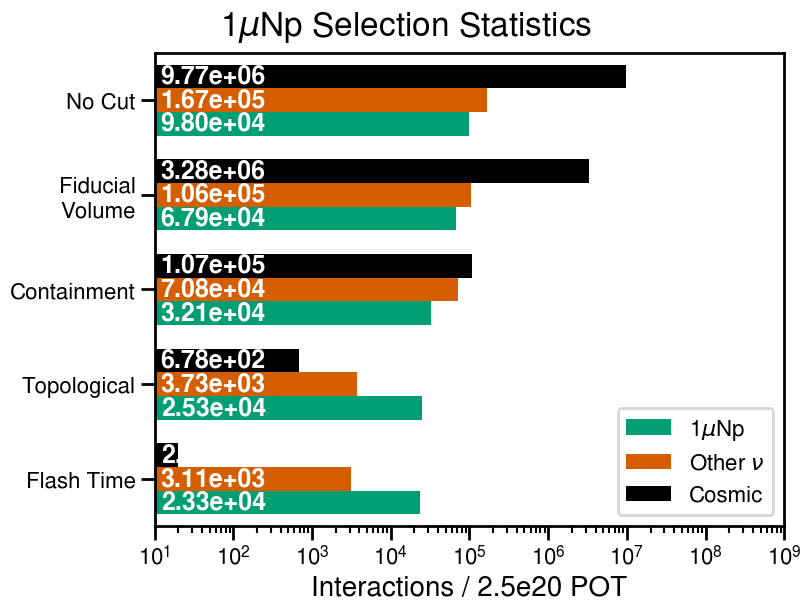 1μNp Selection Statistics
No Cut
9.77e+06
1.67e+05
9.80e+04
Fiducial
Volume
3.28e+06
1.06e+05
6.79e+04
Containment
1.07e+05
7.08e+04
3.21e+04
Topological
6.78e+02
3.73e+03
2.53e+04
Flash Time
2.
3.11e+03
2.33e+04
1μNp
Other ν
Cosmic
10¹ 10² 10³ 10⁴ 10⁵ 10⁶ 10⁷ 10⁸ 10⁹
Interactions / 2.5e20 POT